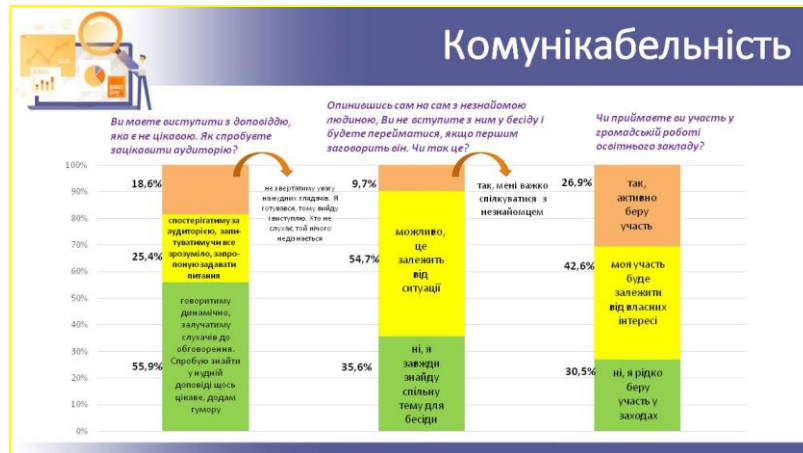 Комунікабельність
Ви маєте виступити з доповіддю,
яка є не цікавою. Як спробуєте
зацікавити аудиторію?
Опинившись сам на сам з незнайомою
людиною, Ви не вступите з ним у бесіду і
будете перейматися, якщо першим
заговорить він. Чи так це?
Чи приймаєте ви участь у
громадській роботі
освітнього закладу?
100%
90%
80%
70%
60%
50%
40%
30%
20%
10%
0%
18,6%
25,4%
55,9%
не звертатиму увагу
на нудних глядачів. Я
готувався, тому вийду
і виступлю. Хто не
слухає, той нічого
не дізнається
спостерігатиму за
аудиторією, запи-
туватиму чи все
зрозуміло, запро-
поную задавати
питання
говоритиму
динамічно,
залучатиму
слухачів до
обговорення.
Спробую знайти
у нудній
доповіді щось
цікаве, додам
гумору
9,7%
54,7%
35,6%
так, мені важко
спілкуватися з
незнайомцем
можливо,
це
залежить
від
ситуації
ні, я
завжди
знайду
спільну
тему для
бесіди
26,9%
42,6%
30,5%
так,
активно
беру
участь
моя участь
буде
залежити
від власних
інтересі
ні, я рідко
беру
участь у
заходах